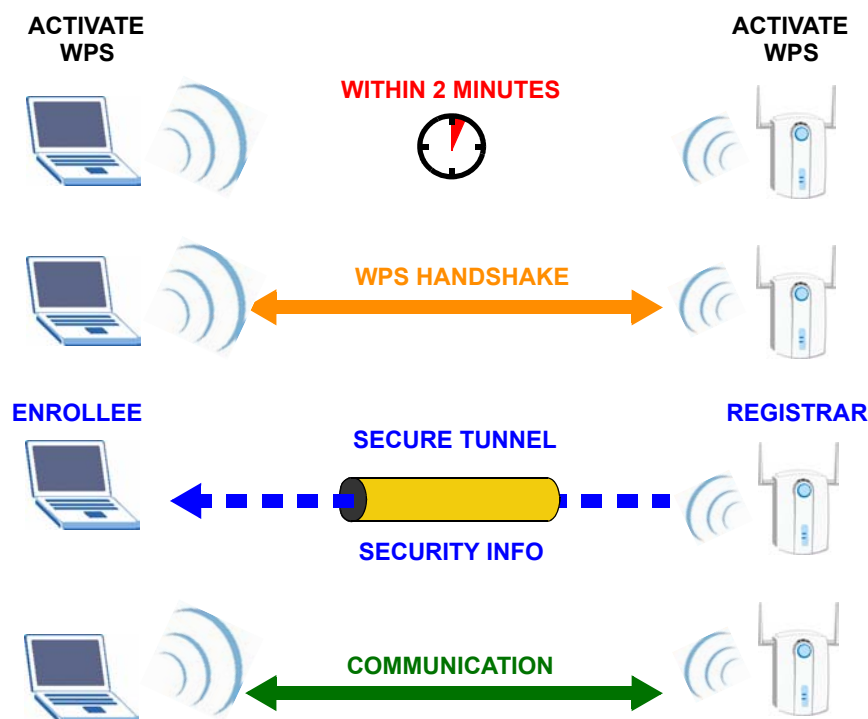 ACTIVATE
WPS
ACTIVATE
WPS
WITHIN 2 MINUTES
WPS HANDSHAKE
ENROLLEE
REGISTRAR
SECURE TUNNEL
SECURITY INFO
COMMUNICATION